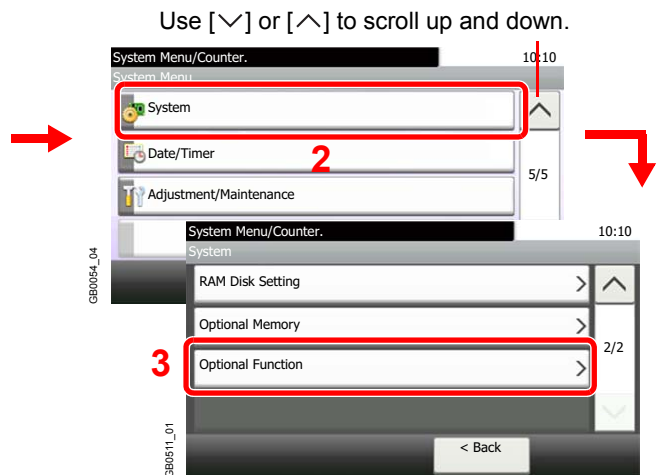 Use [∨] or [∧] to scroll up and down.
System Menu/Counter. 10:10
System Menu
System
Date/Timer
2
5/5
Adjustment/Maintenance
GB0054_04
System Menu/Counter. 10:10
System
RAM Disk Setting
Optional Memory
2/2
3
Optional Function
GB0511_01
< Back